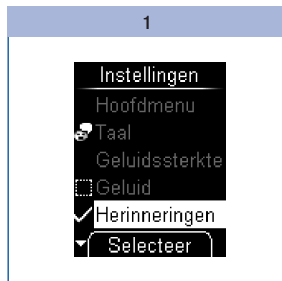 1
Instellingen
Hoofdmenu
Taal
Geluidssterkte
Geluid
Herinneringen
Selecteer